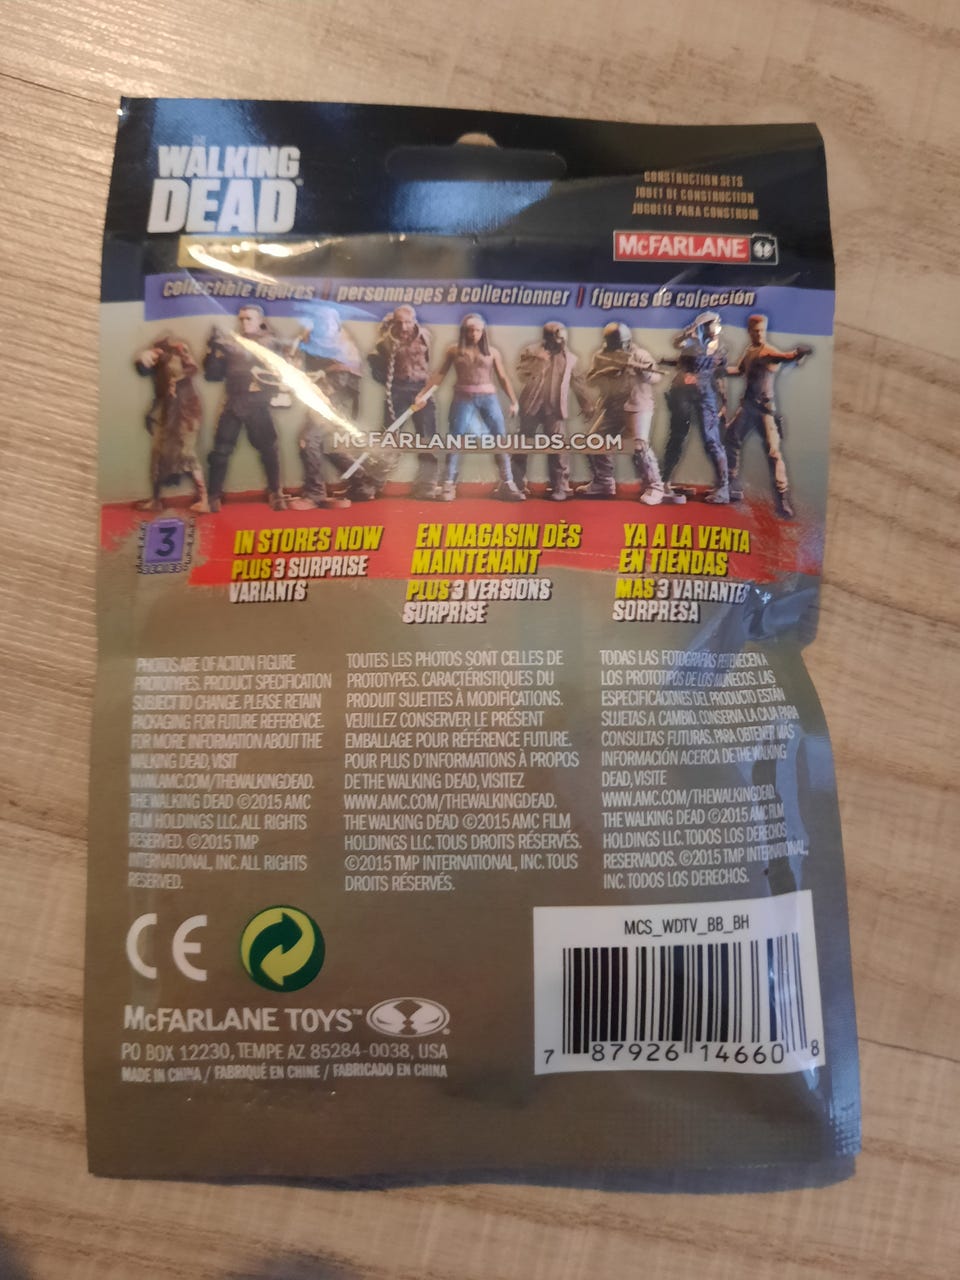 THE
WALKING
DEAD
CONSTRUCTION SETS
JOUET DE CONSTRUCTION
JUGUETE PARA CONSTRUIR
McFARLANE
collectible figures | personnages à collectionner | figuras de colección
MCFARLANEBUILDS.COM
3
SERIES
IN STORES NOW
PLUS 3 SURPRISE
VARIANTS
EN MAGASIN DÈS
MAINTENANT
PLUS 3 VERSIONS
SURPRISE
YA A LA VENTA
EN TIENDAS
MAS 3 VARIANTES
SORPRESA
PHOTOS ARE OF ACTION FIGURE
PROTOTYPES. PRODUCT SPECIFICATION
SUBJECT TO CHANGE. PLEASE RETAIN
PACKAGING FOR FUTURE REFERENCE.
FOR MORE INFORMATION ABOUT THE
WALKING DEAD, VISIT
WWW.AMC.COM/THEWALKINGDEAD.
THE WALKING DEAD ©2015 AMC
FILM HOLDINGS LLC. ALL RIGHTS
RESERVED. ©2015 TMP
INTERNATIONAL, INC. ALL RIGHTS
RESERVED.
TOUTES LES PHOTOS SONT CELLES DE
PROTOTYPES. CARACTÉRISTIQUES DU
PRODUIT SUJETTES À MODIFICATIONS.
VEUILLEZ CONSERVER LE PRÉSENT
EMBALLAGE POUR RÉFÉRENCE FUTURE.
POUR PLUS D'INFORMATIONS À PROPOS
DE THE WALKING DEAD, VISITEZ
WWW.AMC.COM/THEWALKINGDEAD.
THE WALKING DEAD ©2015 AMC FILM
HOLDINGS LLC. TOUS DROITS RÉSERVÉS.
©2015 TMP INTERNATIONAL, INC. TOUS
DROITS RÉSERVÉS.
TODAS LAS FOTOGRAFÍAS PERTENECEN A
LOS PROTOTIPOS DE LOS MUÑECOS. LAS
ESPECIFICACIONES DEL PRODUCTO ESTÁN
SUJETAS A CAMBIO. CONSERVA LA CAJA PARA
CONSULTAS FUTURAS. PARA OBTENER MÁS
INFORMACIÓN ACERCA DE THE WALKING
DEAD, VISITE
WWW.AMC.COM/THEWALKINGDEAD.
THE WALKING DEAD ©2015 AMC FILM
HOLDINGS LLC. TODOS LOS DERECHOS
RESERVADOS. ©2015 TMP INTERNATIONAL,
INC. TODOS LOS DERECHOS.
CE
McFARLANE TOYS™
PO BOX 12230, TEMPE AZ 85284-0038, USA
MADE IN CHINA / FABRIQUÉ EN CHINE / FABRICADO EN CHINA
MCS_WDTV_BB_BH
7 87926 14660 8